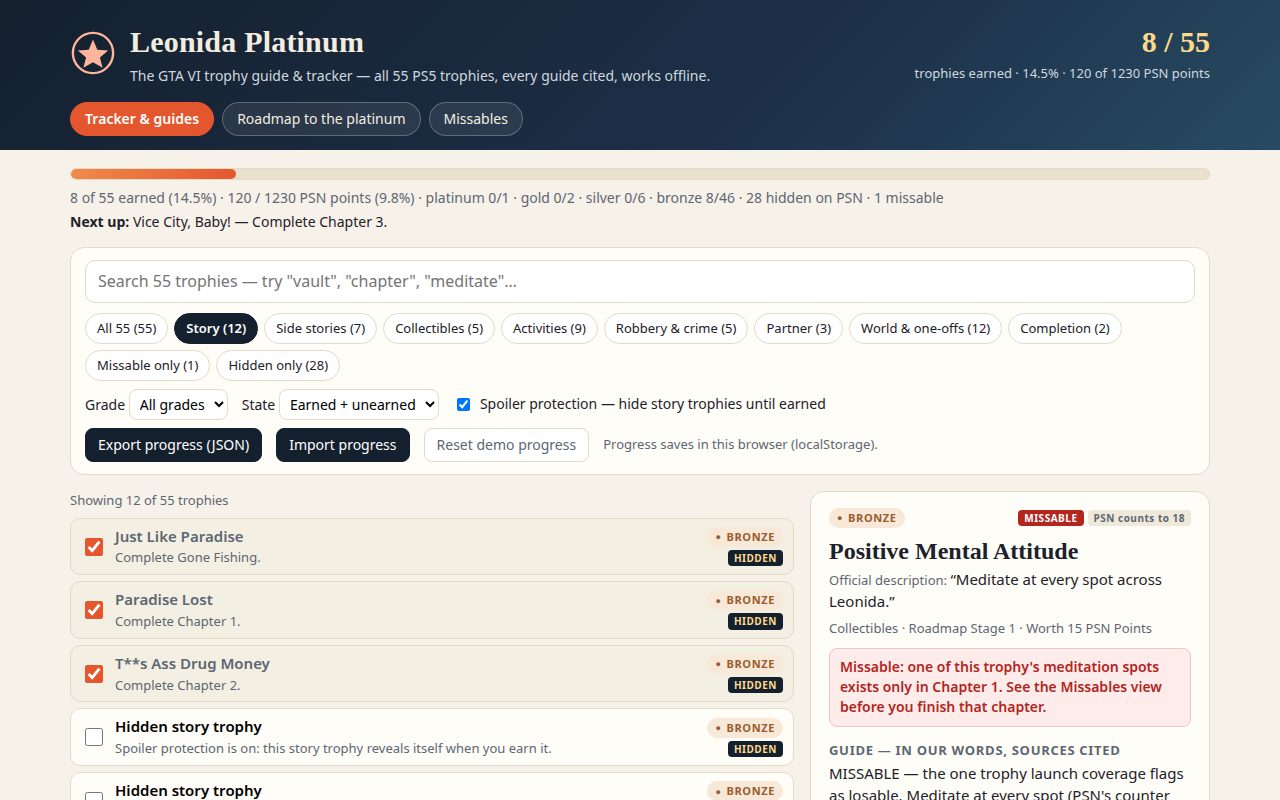 Leonida Platinum
The GTA VI trophy guide & tracker — all 55 PS5 trophies, every guide cited, works offline.
8 / 55
trophies earned · 14.5% · 120 of 1230 PSN points
Tracker & guides
Roadmap to the platinum
Missables
8 of 55 earned (14.5%) · 120 / 1230 PSN points (9.8%) · platinum 0/1 · gold 0/2 · silver 0/6 · bronze 8/46 · 28 hidden on PSN · 1 missable
Next up: Vice City, Baby! — Complete Chapter 3.
Search 55 trophies — try "vault", "chapter", "meditate"...
All 55 (55)
Story (12)
Side stories (7)
Collectibles (5)
Activities (9)
Robbery & crime (5)
Partner (3)
World & one-offs (12)
Completion (2)
Missable only (1)
Hidden only (28)
Grade
All grades
State
Earned + unearned
Spoiler protection — hide story trophies until earned
Export progress (JSON)
Import progress
Reset demo progress
Progress saves in this browser (localStorage).
Showing 12 of 55 trophies
Just Like Paradise
Complete Gone Fishing.
• BRONZE
HIDDEN
Paradise Lost
Complete Chapter 1.
• BRONZE
HIDDEN
T**s Ass Drug Money
Complete Chapter 2.
• BRONZE
HIDDEN
Hidden story trophy
Spoiler protection is on: this story trophy reveals itself when you earn it.
• BRONZE
HIDDEN
Hidden story trophy
• BRONZE
• BRONZE
MISSABLE
PSN counts to 18
Positive Mental Attitude
Official description: “Meditate at every spot across
Leonida.”
Collectibles · Roadmap Stage 1 · Worth 15 PSN Points
Missable: one of this trophy's meditation spots
exists only in Chapter 1. See the Missables view
before you finish that chapter.
GUIDE — IN OUR WORDS, SOURCES CITED
MISSABLE — the one trophy launch coverage flags
as losable. Meditate at every spot (PSN's counter